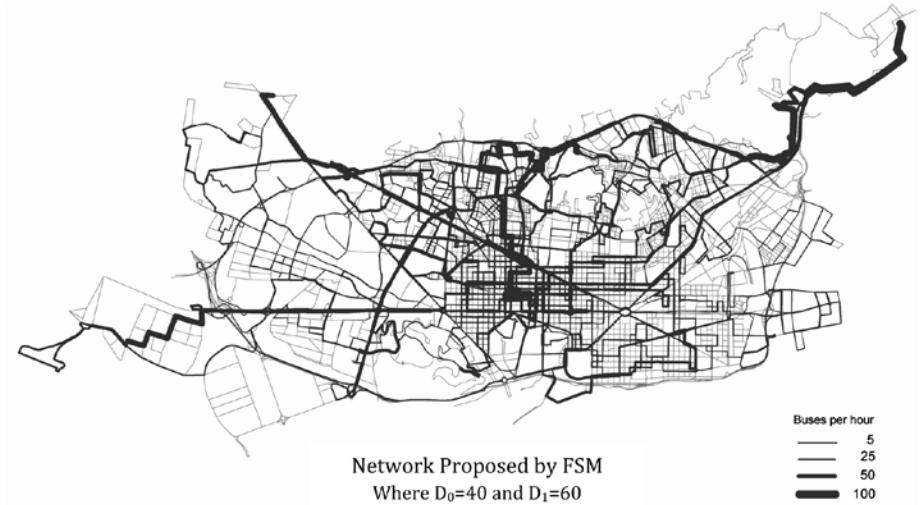 Buses per hour
5
25
50
100
Network Proposed by FSM
Where D₀=40 and D₁=60